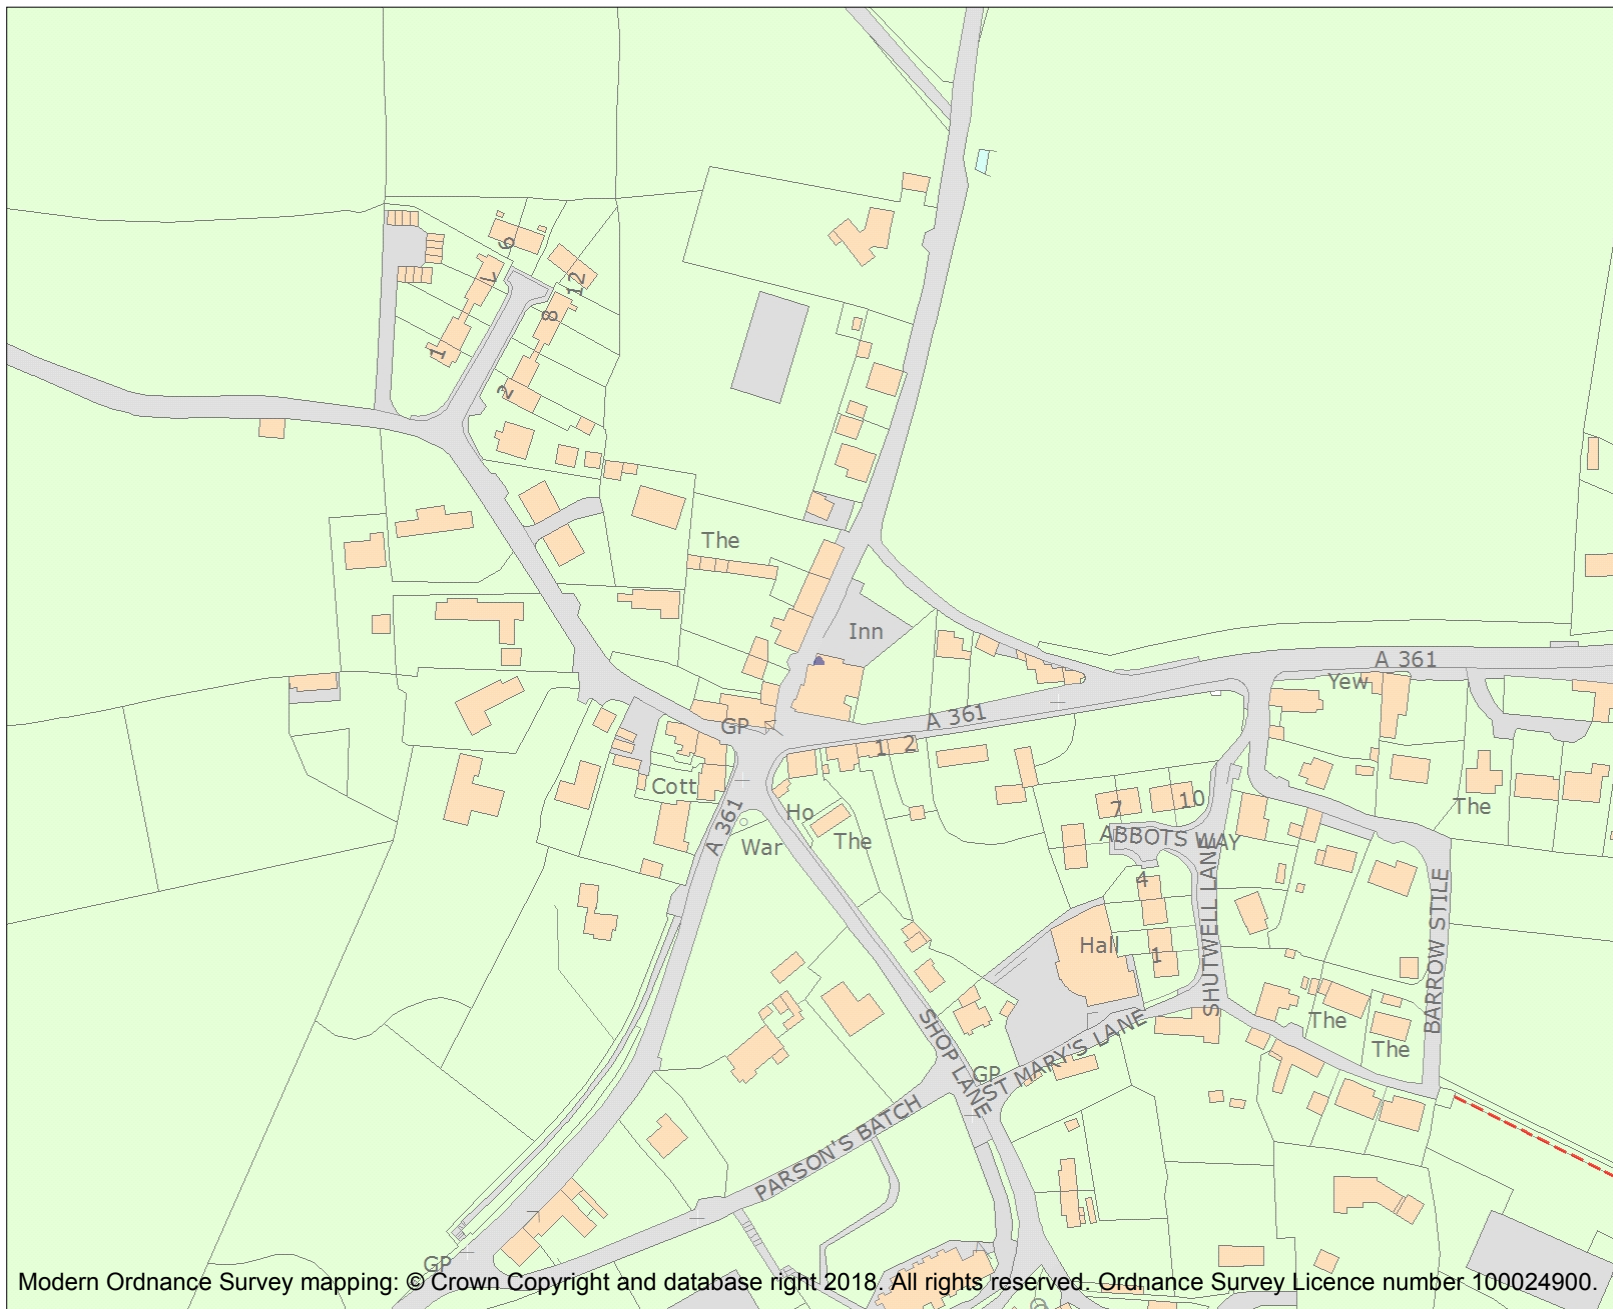 6
7
12
8
1
2
The
Inn
A 361
Yew
A 361
GP
1 2
Cott
Ho
The
War
A 361
7
10
The
ABBOTS WAY
4
SHUTWELL LANE
Hall
1
BARROW STILE
The
The
SHOP LANE
GP
ST MARY'S LANE
PARSON'S BATCH
GP
Modern Ordnance Survey mapping: © Crown Copyright and database right 2018. All rights reserved. Ordnance Survey Licence number 100024900.